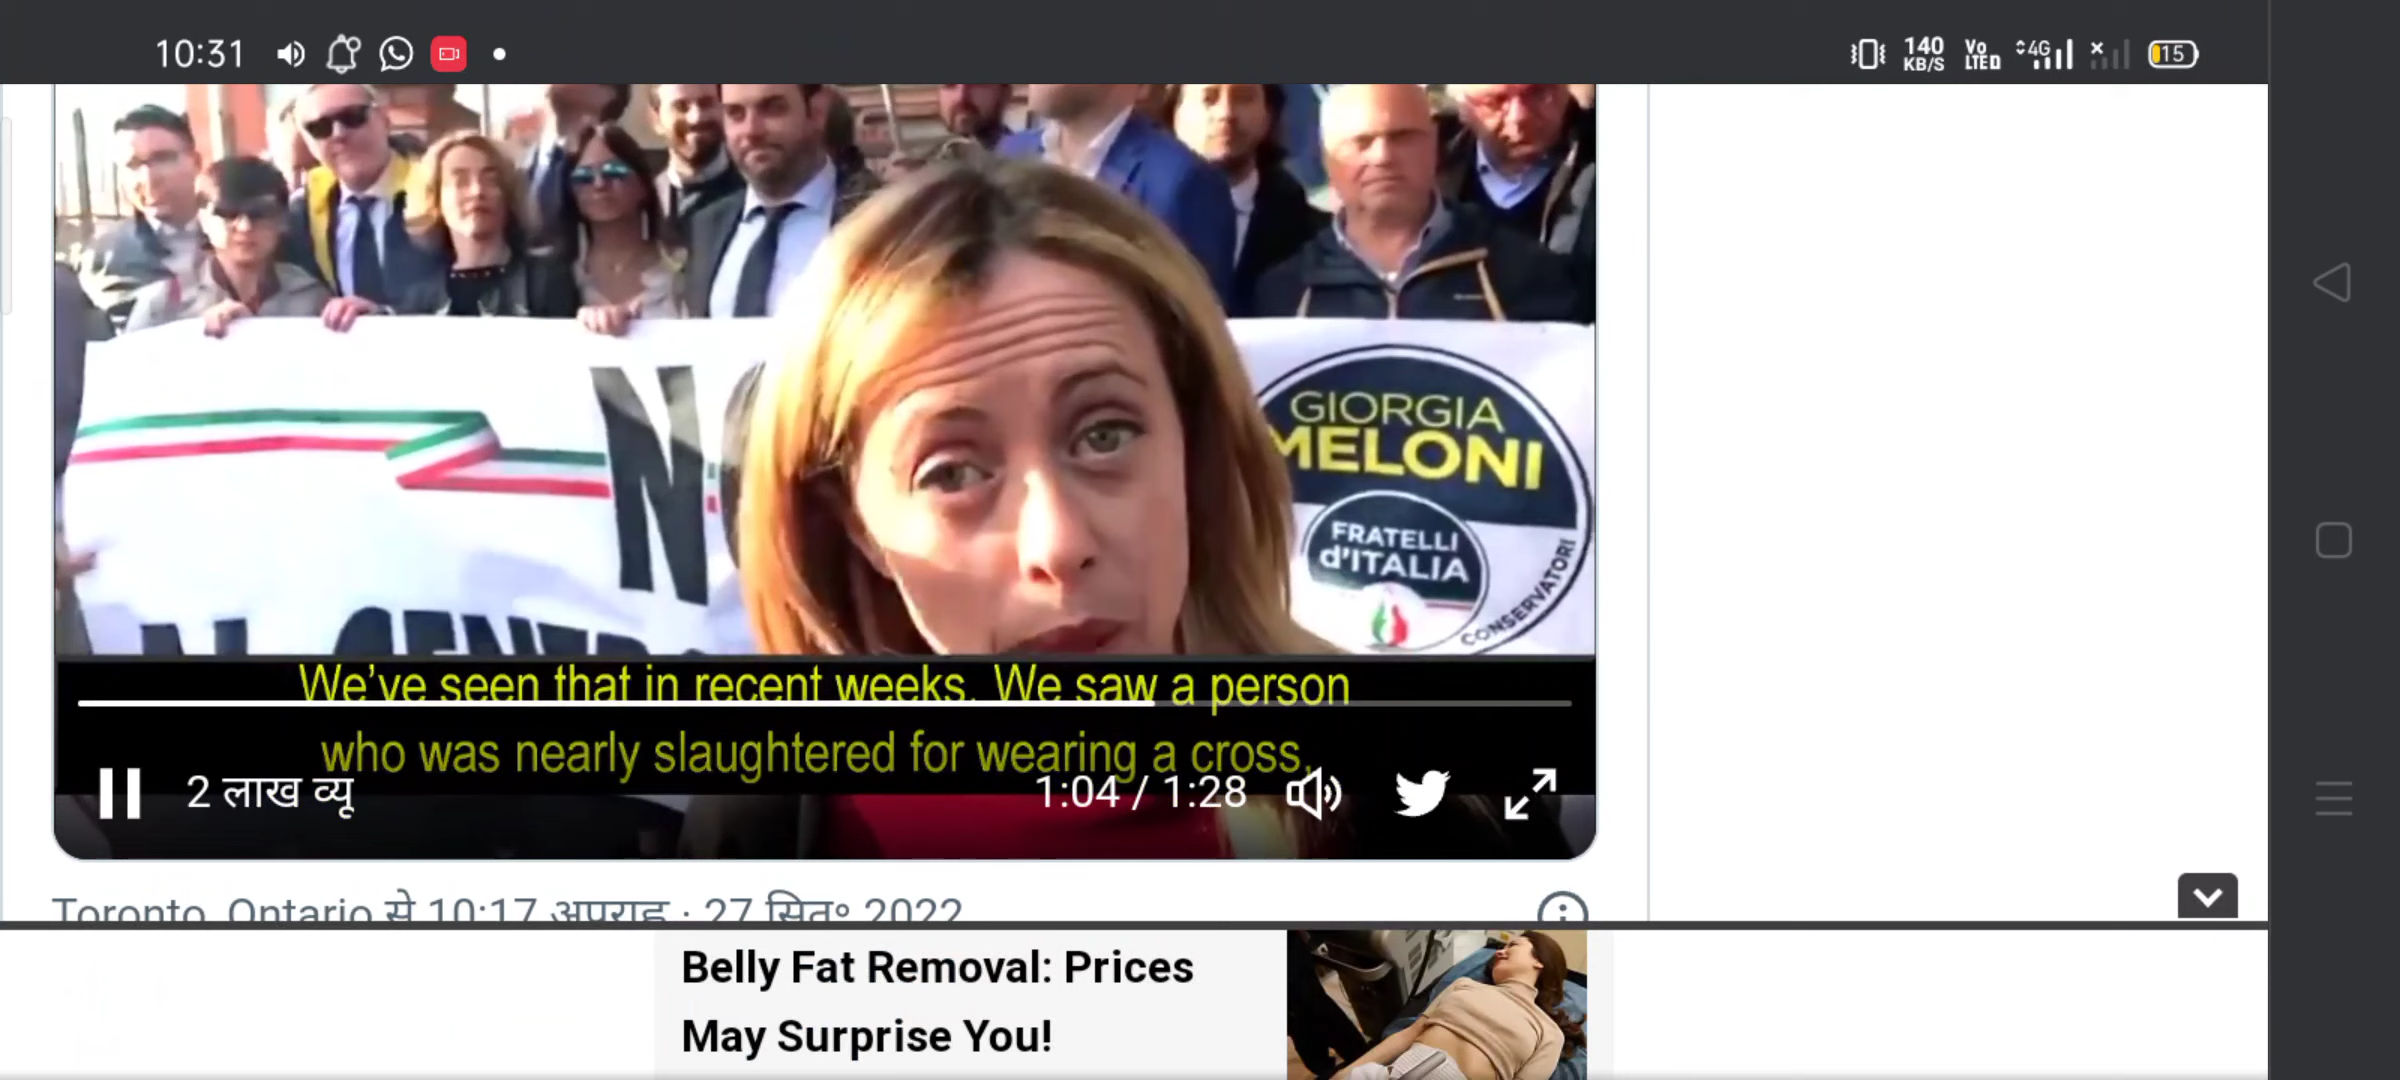 10:31
140
KB/S
Vo
LTED
4G
15
GIORGIA
MELONI
FRATELLI
d'ITALIA
CONSERVATORI
We've seen that in recent weeks. We saw a person
who was nearly slaughtered for wearing a cross,
2 लाख व्यू
1:04 / 1:28
Toronto, Ontario से 10:17 अपराह्न · 27 सित॰ 2022
Belly Fat Removal: Prices
May Surprise You!